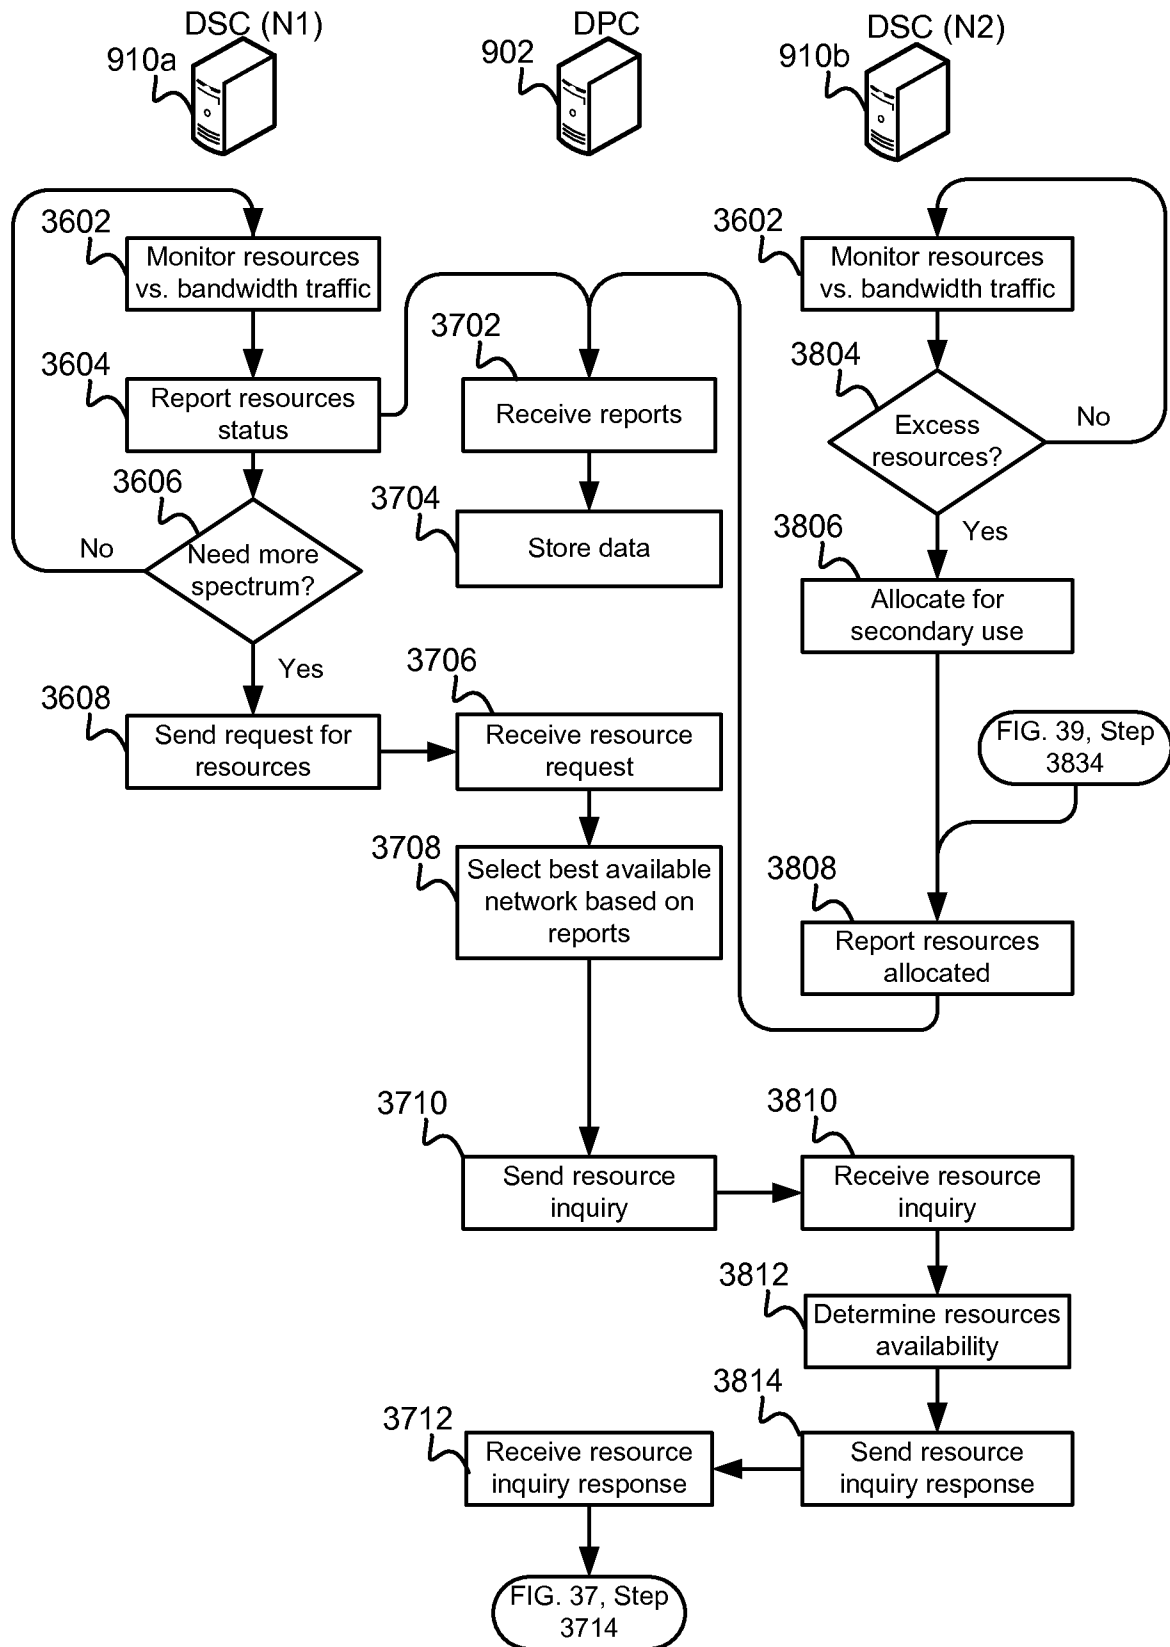 DSC (N1)
DPC
DSC (N2)
910a
902
910b
3602
Monitor resources
vs. bandwidth traffic
3602
Monitor resources
vs. bandwidth traffic
3604
Report resources
status
3702
Receive reports
3804
Excess
resources?
No
Yes
3606
Need more
spectrum?
No
Yes
3704
Store data
3806
Allocate for
secondary use
3608
Send request for
resources
3706
Receive resource
request
FIG. 39, Step
3834
3708
Select best available
network based on
reports
3808
Report resources
allocated
3710
Send resource
inquiry
3810
Receive resource
inquiry
3812
Determine resources
availability
3814
Send resource
inquiry response
3712
Receive resource
inquiry response
FIG. 37, Step
3714